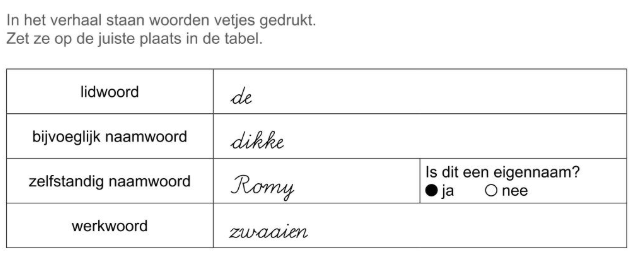 In het verhaal staan woorden vetjes gedrukt.
Zet ze op de juiste plaats in de tabel.
lidwoord de
bijvoeglijk naamwoord dikke
zelfstandig naamwoord Romy Is dit een eigennaam?
● ja ○ nee
werkwoord zwaaien